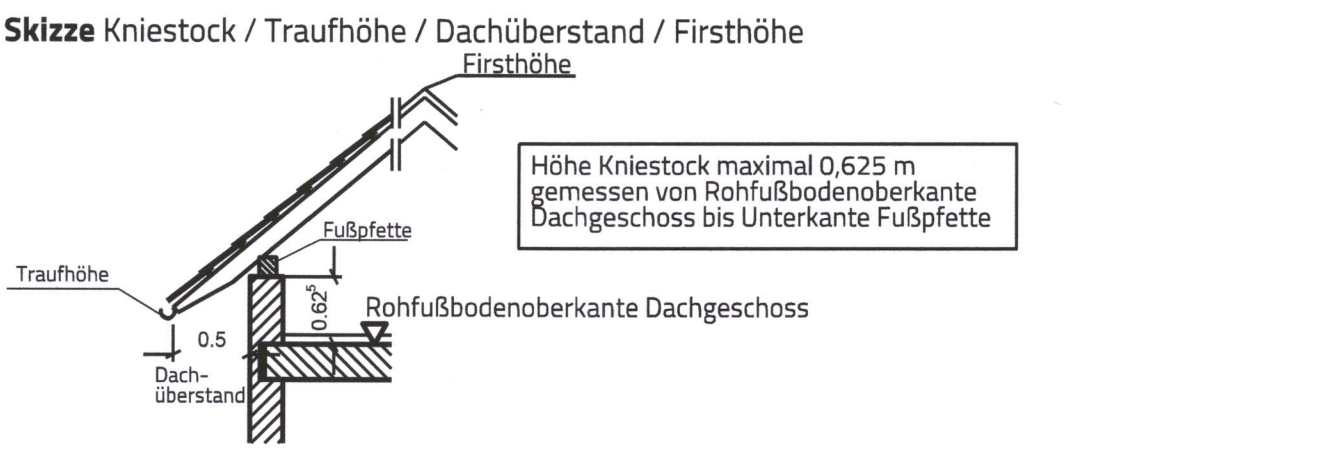 Skizze Kniestock / Traufhöhe / Dachüberstand / Firsthöhe
Firsthöhe
Höhe Kniestock maximal 0,625 m
gemessen von Rohfußbodenoberkante
Dachgeschoss bis Unterkante Fußpfette
Fußpfette
Traufhöhe
0.62⁵
Rohfußbodenoberkante Dachgeschoss
0.5
Dach-
überstand